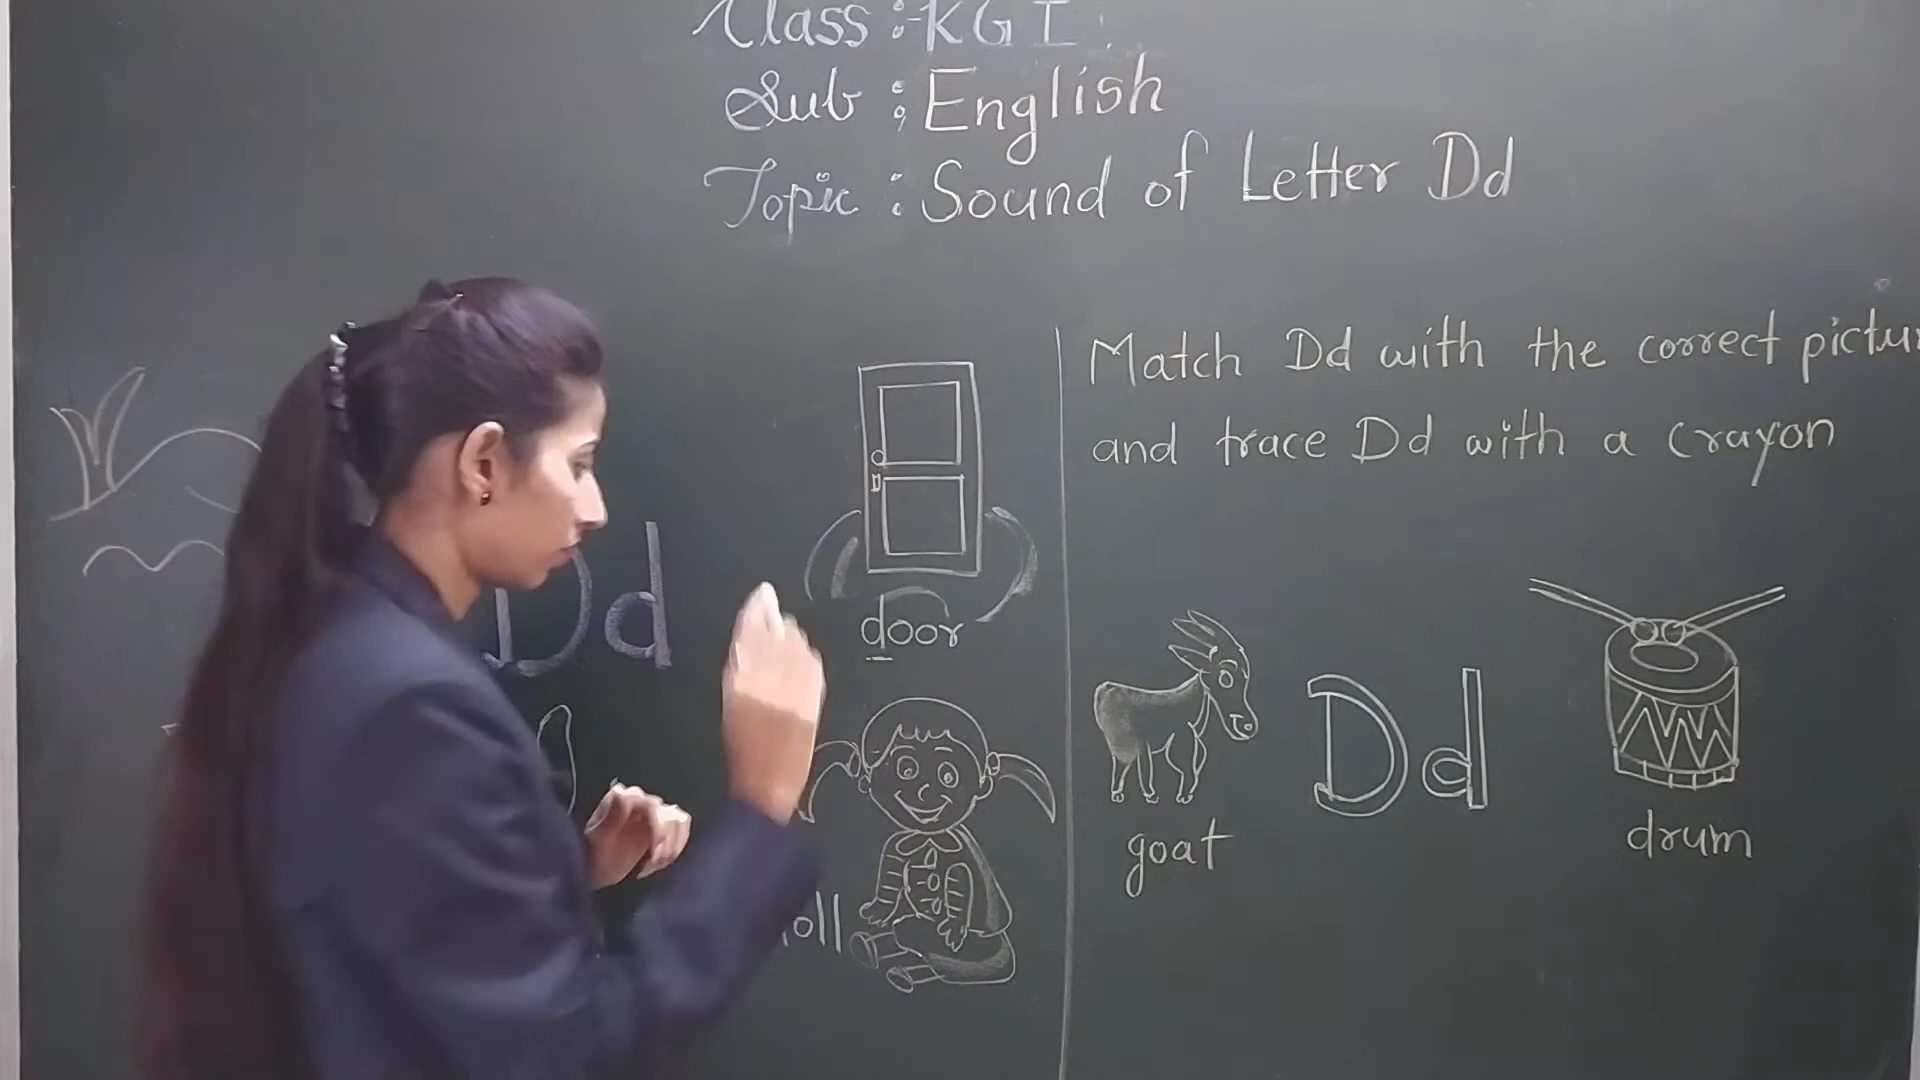 Class :- KG I
Sub : English
Topic : Sound of Letter Dd
Match Dd with the correct
and trace Dd with a crayon
Dd
door
Dd
goat
drum